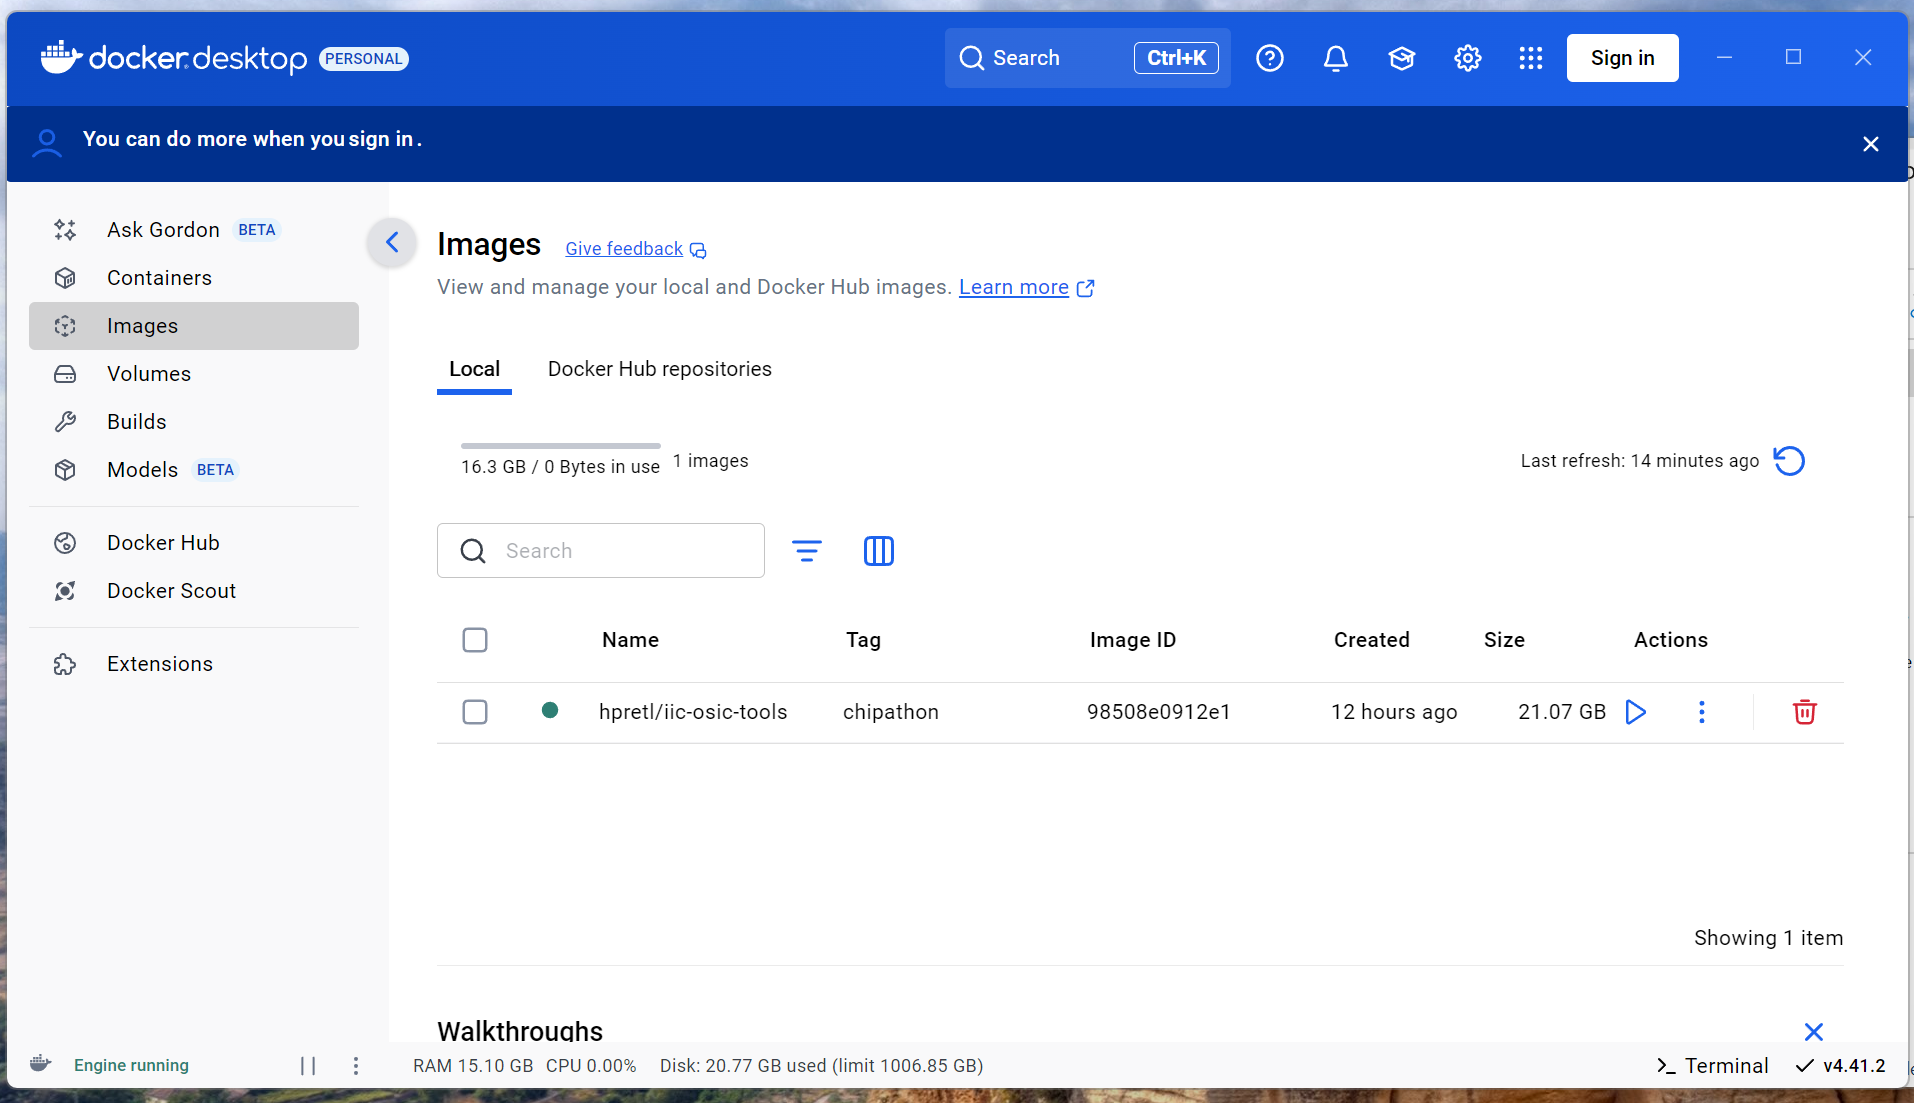 docker desktop PERSONAL
Search Ctrl+K
Sign in
You can do more when you sign in.
Ask Gordon BETA
Containers
Images
Volumes
Builds
Models BETA
Docker Hub
Docker Scout
Extensions
Images Give feedback
View and manage your local and Docker Hub images. Learn more
Local Docker Hub repositories
16.3 GB / 0 Bytes in use 1 images
Last refresh: 14 minutes ago
Search
Name Tag Image ID Created Size Actions
hpretl/iic-osic-tools chipathon 98508e0912e1 12 hours ago 21.07 GB
Showing 1 item
Walkthroughs
Engine running RAM 15.10 GB CPU 0.00% Disk: 20.77 GB used (limit 1006.85 GB) Terminal v4.41.2